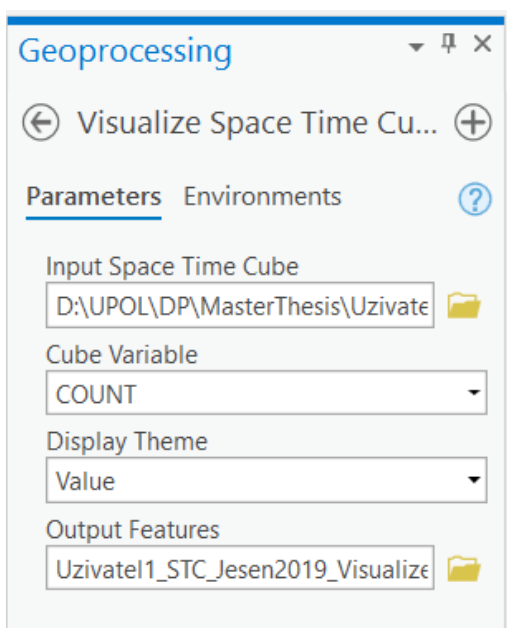 Geoprocessing
Visualize Space Time Cu...
Parameters Environments
Input Space Time Cube
D:\UPOL\DP\MasterThesis\Uzivate
Cube Variable
COUNT
Display Theme
Value
Output Features
Uzivatel1_STC_Jesen2019_Visualize